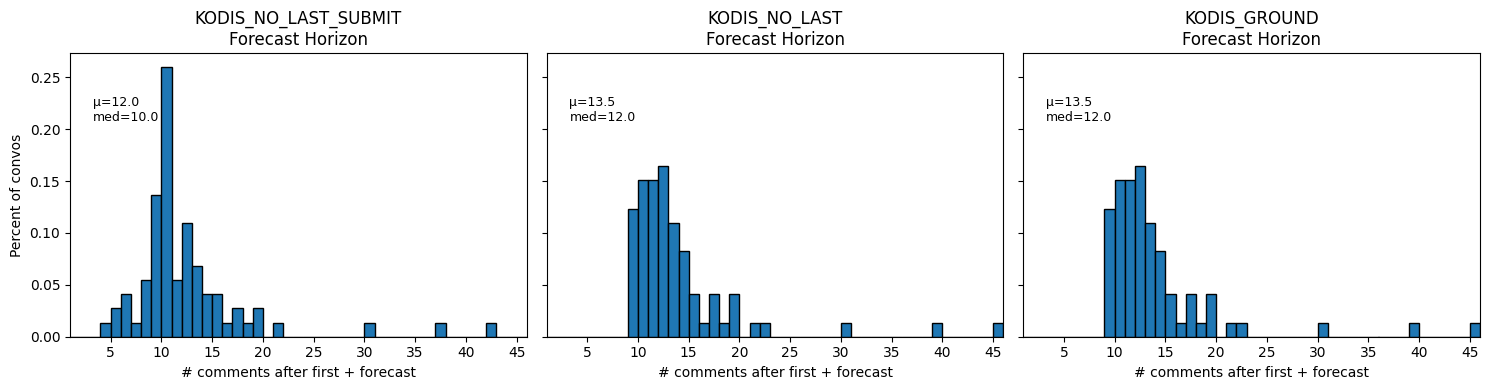 KODIS_NO_LAST_SUBMIT
Forecast Horizon
μ=12.0
med=10.0
0.25
0.20
0.15
0.10
0.05
0.00
Percent of convos
5 10 15 20 25 30 35 40 45
# comments after first + forecast
KODIS_NO_LAST
Forecast Horizon
μ=13.5
med=12.0
5 10 15 20 25 30 35 40 45
# comments after first + forecast
KODIS_GROUND
Forecast Horizon
μ=13.5
med=12.0
5 10 15 20 25 30 35 40 45
# comments after first + forecast